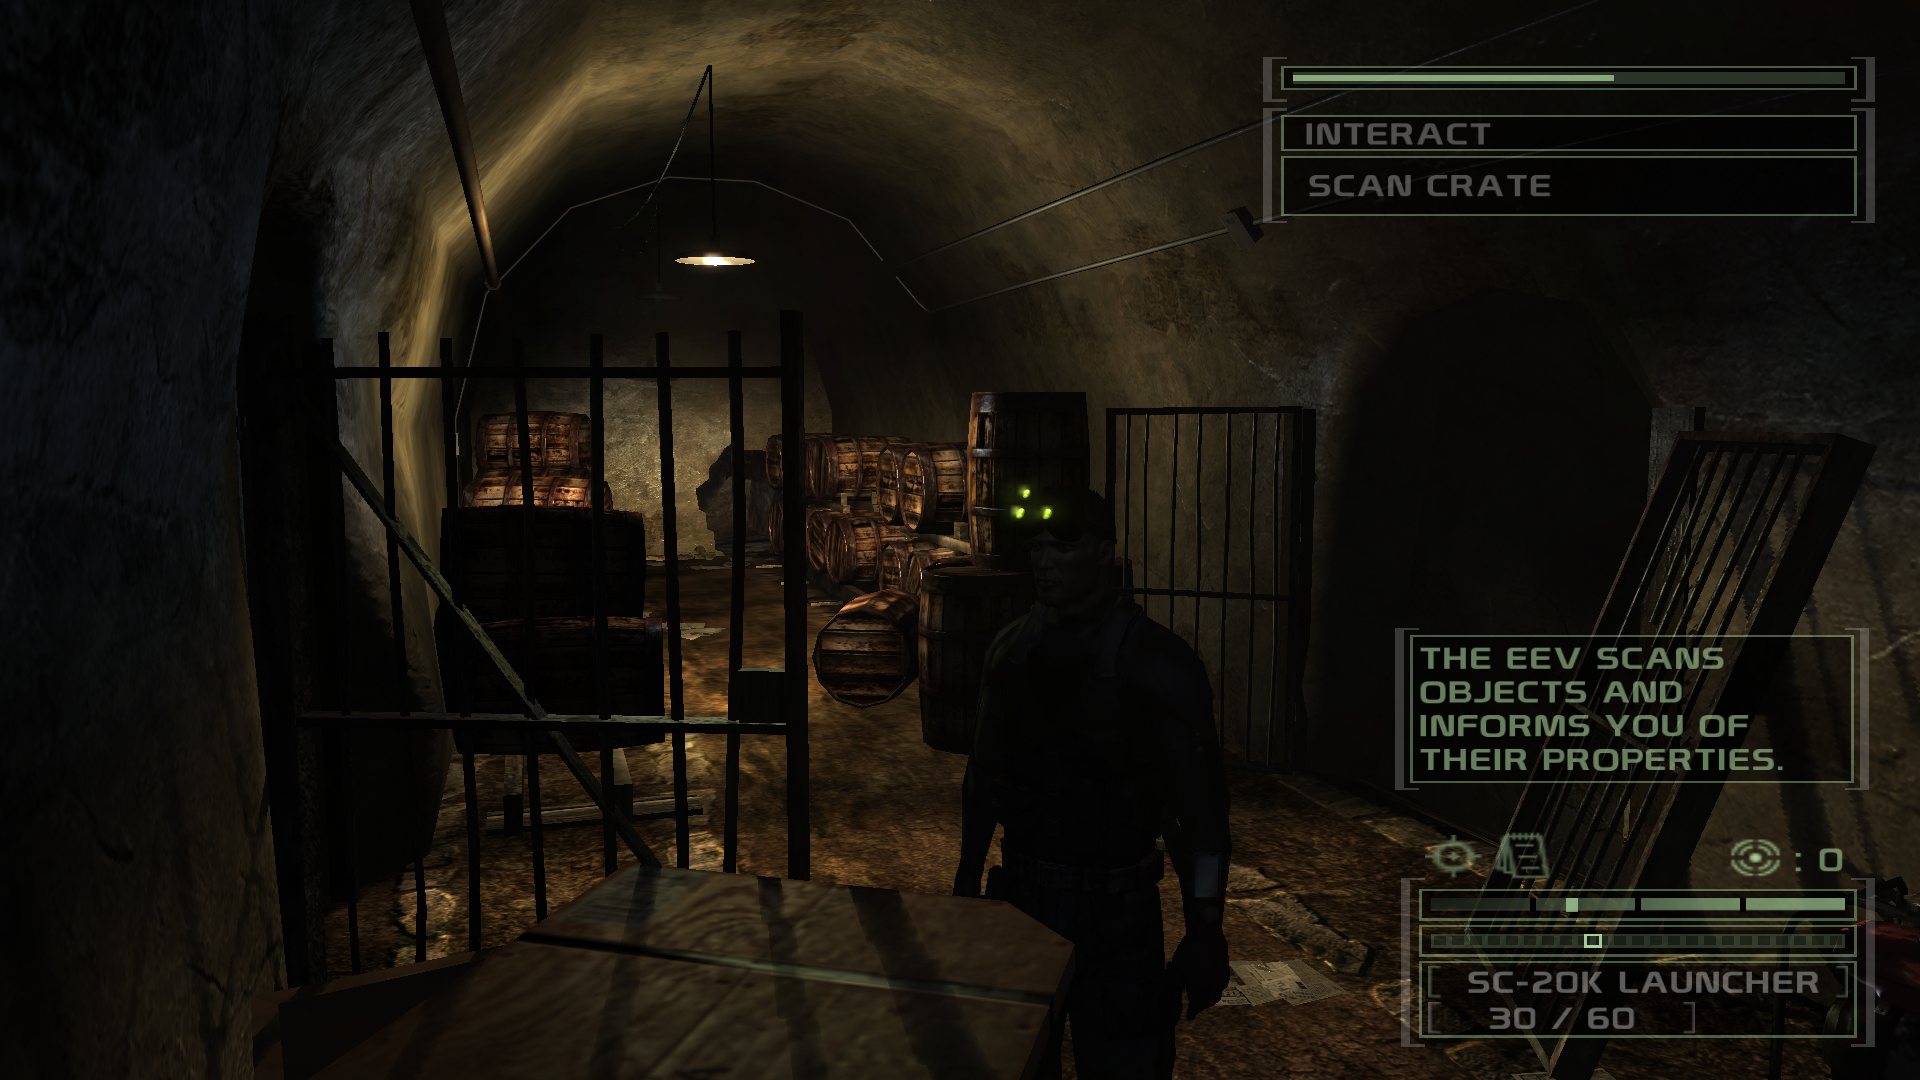 INTERACT
SCAN CRATE
THE EEV SCANS
OBJECTS AND
INFORMS YOU OF
THEIR PROPERTIES.
: 0
SC-20K LAUNCHER
30 / 60